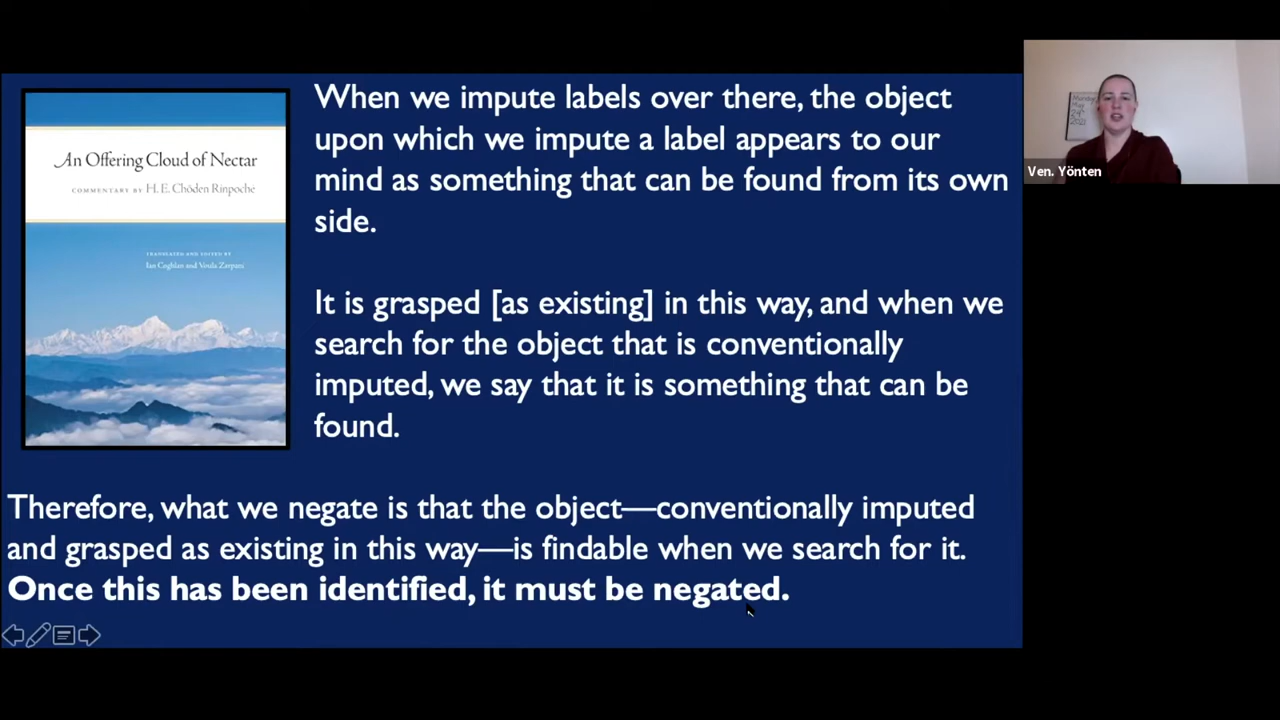 An Offering Cloud of Nectar
COMMENTARY BY H. E. Chöden Rinpoche
TRANSLATED AND EDITED BY
Ian Coghlan and Voula Zarpani
When we impute labels over there, the object
upon which we impute a label appears to our
mind as something that can be found from its own
side.
It is grasped [as existing] in this way, and when we
search for the object that is conventionally
imputed, we say that it is something that can be
found.
Therefore, what we negate is that the object—conventionally imputed
and grasped as existing in this way—is findable when we search for it.
Once this has been identified, it must be negated.
Monday
May
24th
2021
Ven. Yönten